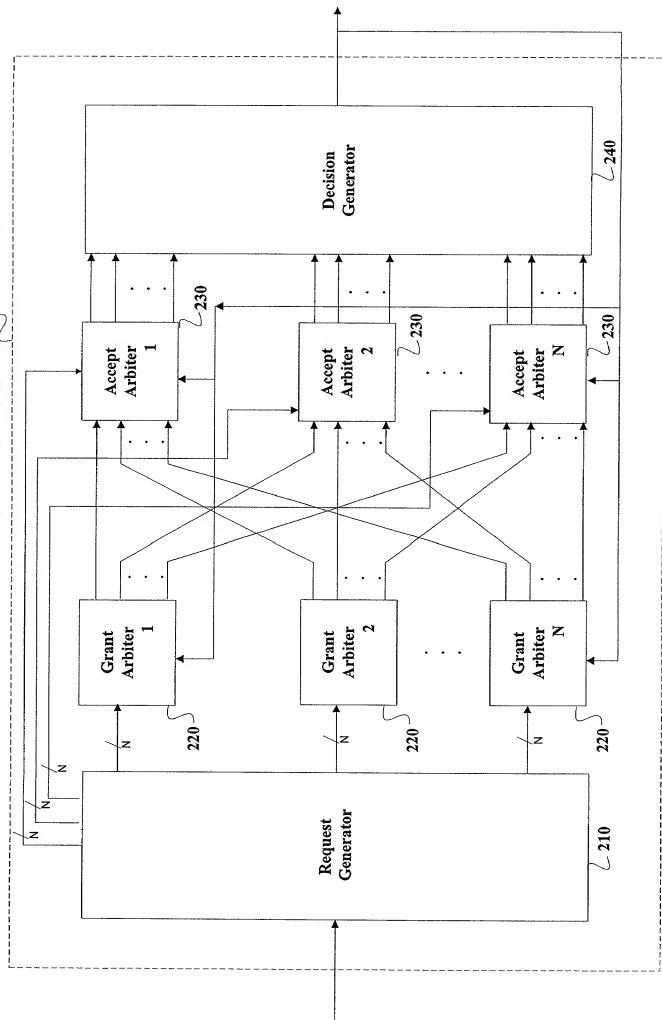 Request
Generator
210
N
N
N
N
N
N
Grant
Arbiter
1
220
Grant
Arbiter
2
220
. . .
Grant
Arbiter
N
220
Accept
Arbiter
1
230
Accept
Arbiter
2
230
. . .
Accept
Arbiter
N
230
Decision
Generator
240